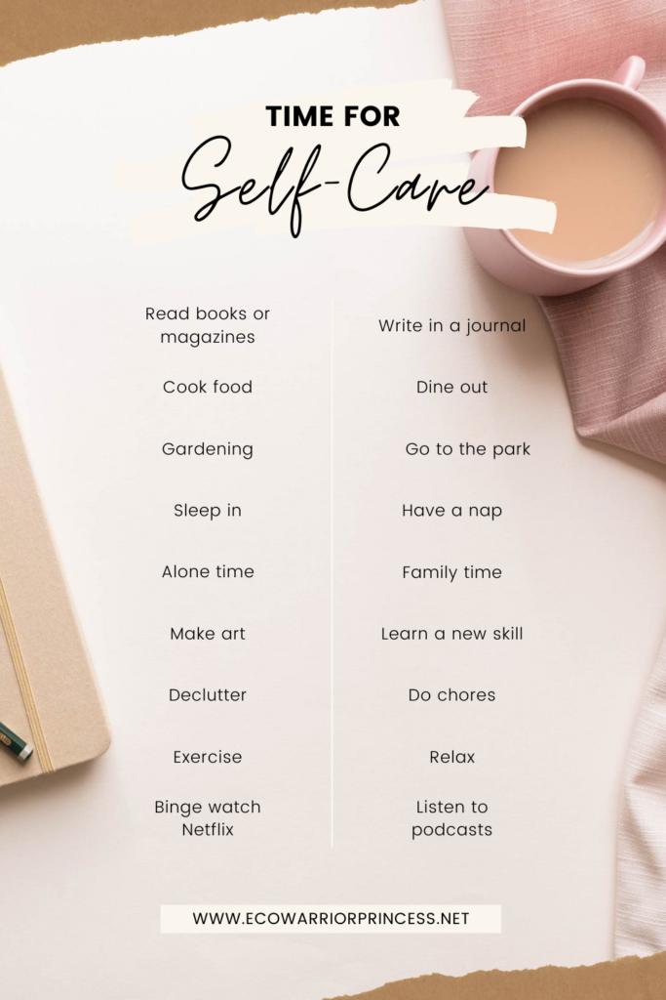 TIME FOR
Self-Care
Read books or
magazines
Cook food
Gardening
Sleep in
Alone time
Make art
Declutter
Exercise
Binge watch
Netflix
Write in a journal
Dine out
Go to the park
Have a nap
Family time
Learn a new skill
Do chores
Relax
Listen to
podcasts
WWW.ECOWARRIORPRINCESS.NET